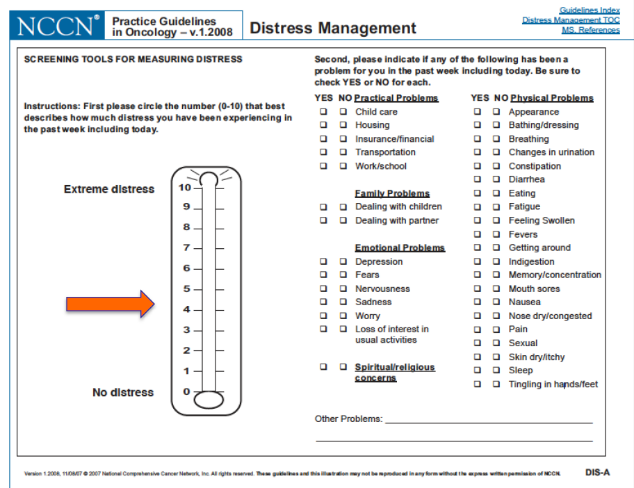 NCCN®
Practice Guidelines
in Oncology – v.1.2008
Distress Management
Guidelines Index
Distress Management TOC
MS, References
SCREENING TOOLS FOR MEASURING DISTRESS
Instructions: First please circle the number (0-10) that best
describes how much distress you have been experiencing in
the past week including today.
Extreme distress
10
9
8
7
6
5
4
3
2
1
0
No distress
Second, please indicate if any of the following has been a
problem for you in the past week including today. Be sure to
check YES or NO for each.
YES NO Practical Problems
Child care
Housing
Insurance/financial
Transportation
Work/school
Family Problems
Dealing with children
Dealing with partner
Emotional Problems
Depression
Fears
Nervousness
Sadness
Worry
Loss of interest in
usual activities
Spiritual/religious
concerns
YES NO Physical Problems
Appearance
Bathing/dressing
Breathing
Changes in urination
Constipation
Diarrhea
Eating
Fatigue
Feeling Swollen
Fevers
Getting around
Indigestion
Memory/concentration
Mouth sores
Nausea
Nose dry/congested
Pain
Sexual
Skin dry/itchy
Sleep
Tingling in hands/feet
Other Problems:
Version 1.2008, 11/08/07 © 2007 National Comprehensive Cancer Network, Inc. All rights reserved. These guidelines and this illustration may not be reproduced in any form without the express written permission of NCCN.
DIS-A